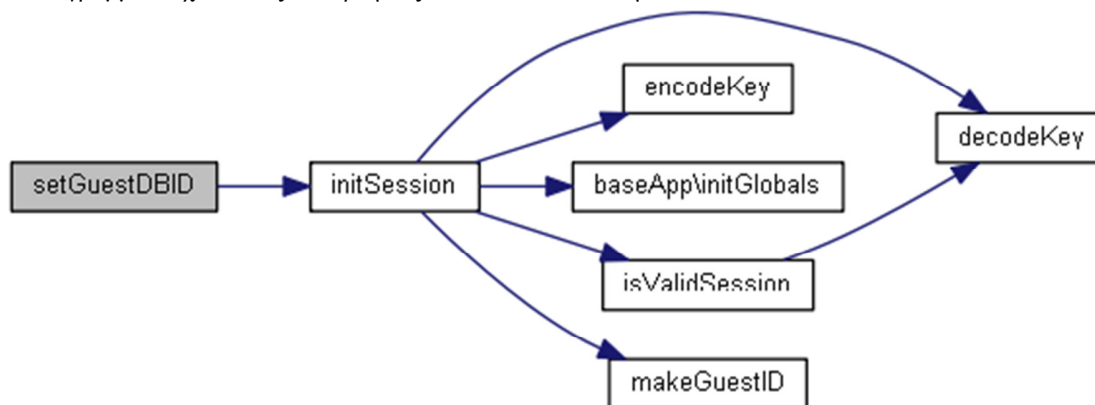 encodeKey
decodeKey
setGuestDBID
initSession
baseApp\initGlobals
isValidSession
makeGuestID